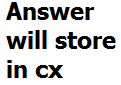 Answer
will store
in cx